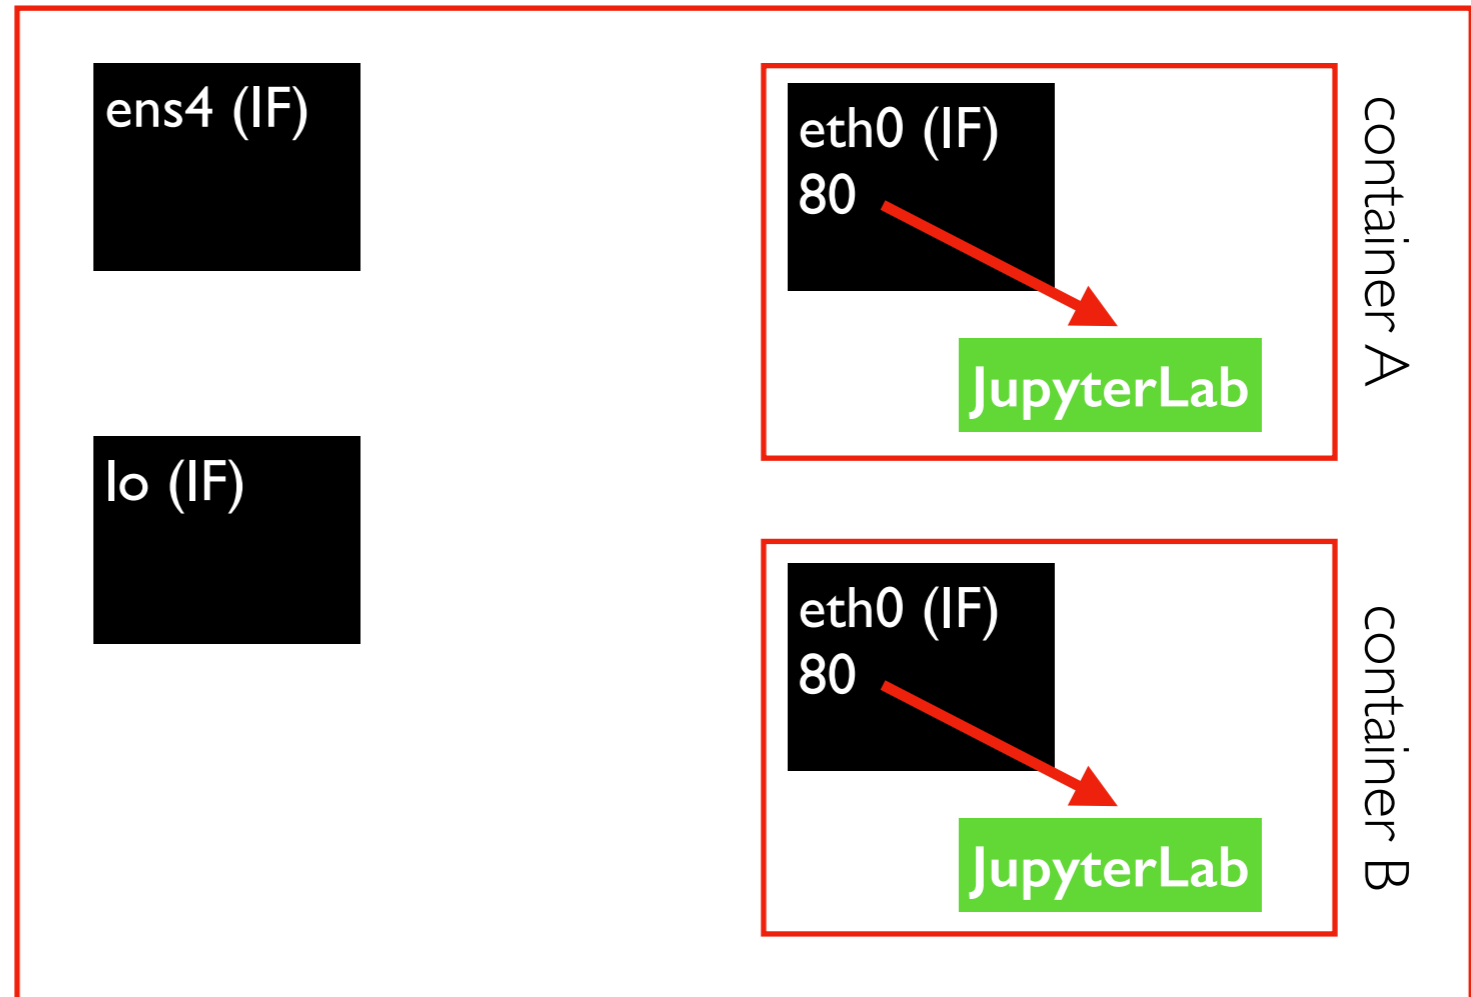 ens4 (IF)
lo (IF)
eth0 (IF)
80
JupyterLab
container A
eth0 (IF)
80
JupyterLab
container B